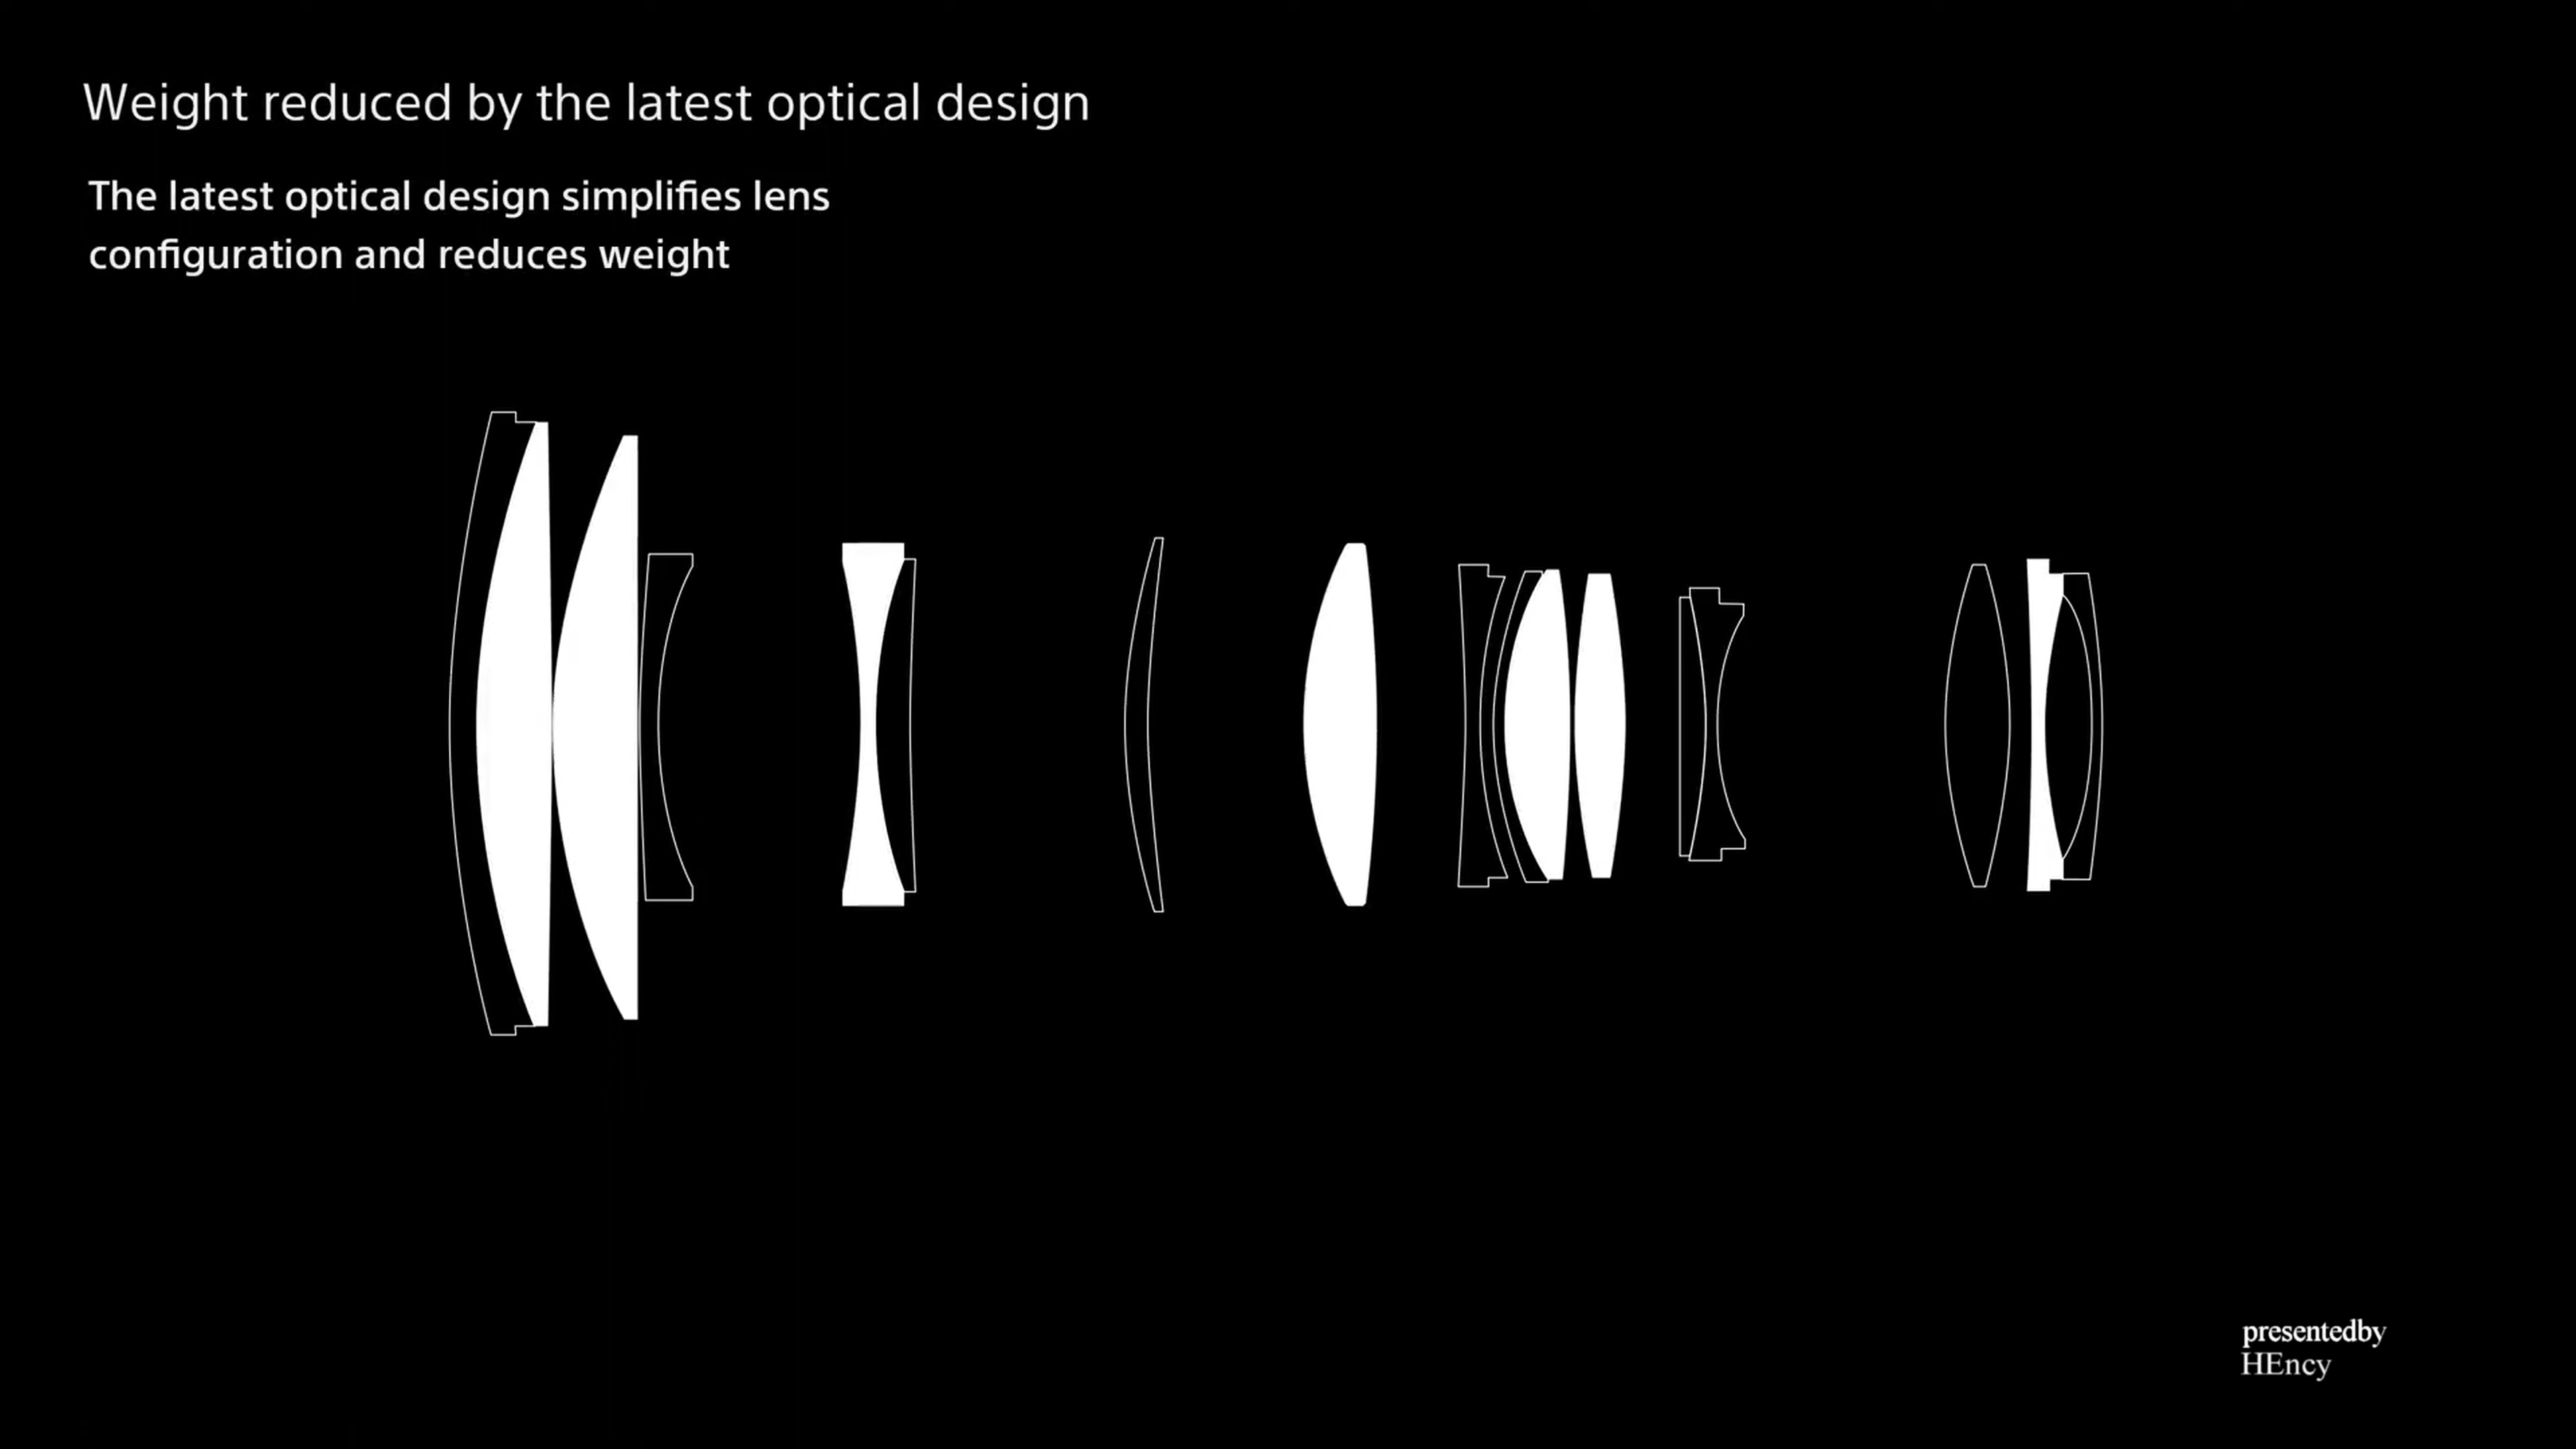 Weight reduced by the latest optical design
The latest optical design simplifies lens
configuration and reduces weight
presentedby
HEncy